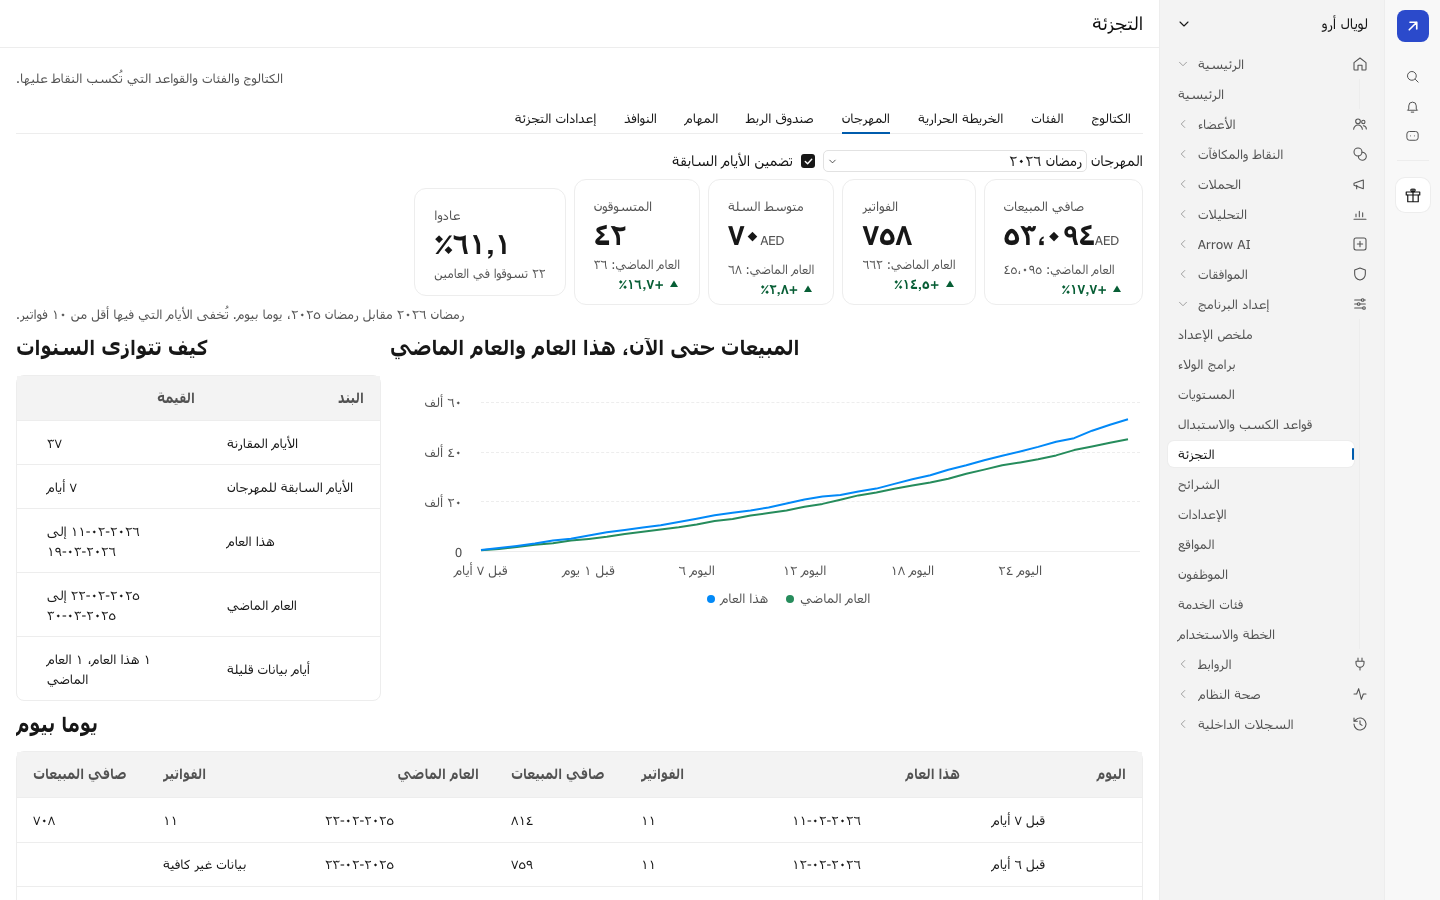 لويال أرو
الرئيسية
الرئيسية
الأعضاء
النقاط والمكافآت
الحملات
التحليلات
Arrow AI
الموافقات
إعداد البرنامج
ملخص الإعداد
برامج الولاء
المستويات
قواعد الكسب والاستبدال
التجزئة
الشرائح
الإعدادات
المواقع
الموظفون
فئات الخدمة
الخطة والاستخدام
الروابط
صحة النظام
السجلات الداخلية
التجزئة
الكتالوج والفئات والقواعد التي تُكسب النقاط عليها.
الكتالوج الفئات الخريطة الحرارية المهرجان صندوق الربط المهام النوافذ إعدادات التجزئة
المهرجان رمضان ٢٠٢٦ تضمين الأيام السابقة
صافي المبيعات
AED٥٣،٠٩٤
العام الماضي: ٤٥،٠٩٥
▲ +١٧,٧٪
الفواتير
٧٥٨
العام الماضي: ٦٦٢
▲ +١٤,٥٪
متوسط السلة
AED٧٠
العام الماضي: ٦٨
▲ +٢,٨٪
المتسوقون
٤٢
العام الماضي: ٣٦
▲ +١٦,٧٪
عادوا
٦١,١٪
٢٢ تسوقوا في العامين
رمضان ٢٠٢٦ مقابل رمضان ٢٠٢٥، يوما بيوم. تُخفى الأيام التي فيها أقل من ١٠ فواتير.
المبيعات حتى الآن، هذا العام والعام الماضي
٦٠ ألف
٤٠ ألف
٢٠ ألف
0
قبل ٧ أيام قبل ١ يوم اليوم ٦ اليوم ١٢ اليوم ١٨ اليوم ٢٤
العام الماضي هذا العام
كيف تتوازى السنوات
البند القيمة
الأيام المقارنة ٣٧
الأيام السابقة للمهرجان ٧ أيام
هذا العام ٢٠٢٦-٠٢-١١ إلى
٢٠٢٦-٠٣-١٩
العام الماضي ٢٠٢٥-٠٢-٢٢ إلى
٢٠٢٥-٠٣-٣٠
أيام بيانات قليلة ١ هذا العام، ١ العام
الماضي
يوما بيوم
اليوم هذا العام الفواتير صافي المبيعات العام الماضي الفواتير صافي المبيعات
قبل ٧ أيام ٢٠٢٦-٠٢-١١ ١١ ٨١٤ ٢٠٢٥-٠٢-٢٢ ١١ ٧٠٨
قبل ٦ أيام ٢٠٢٦-٠٢-١٢ ١١ ٧٥٩ ٢٠٢٥-٠٢-٢٣ بيانات غير كافية